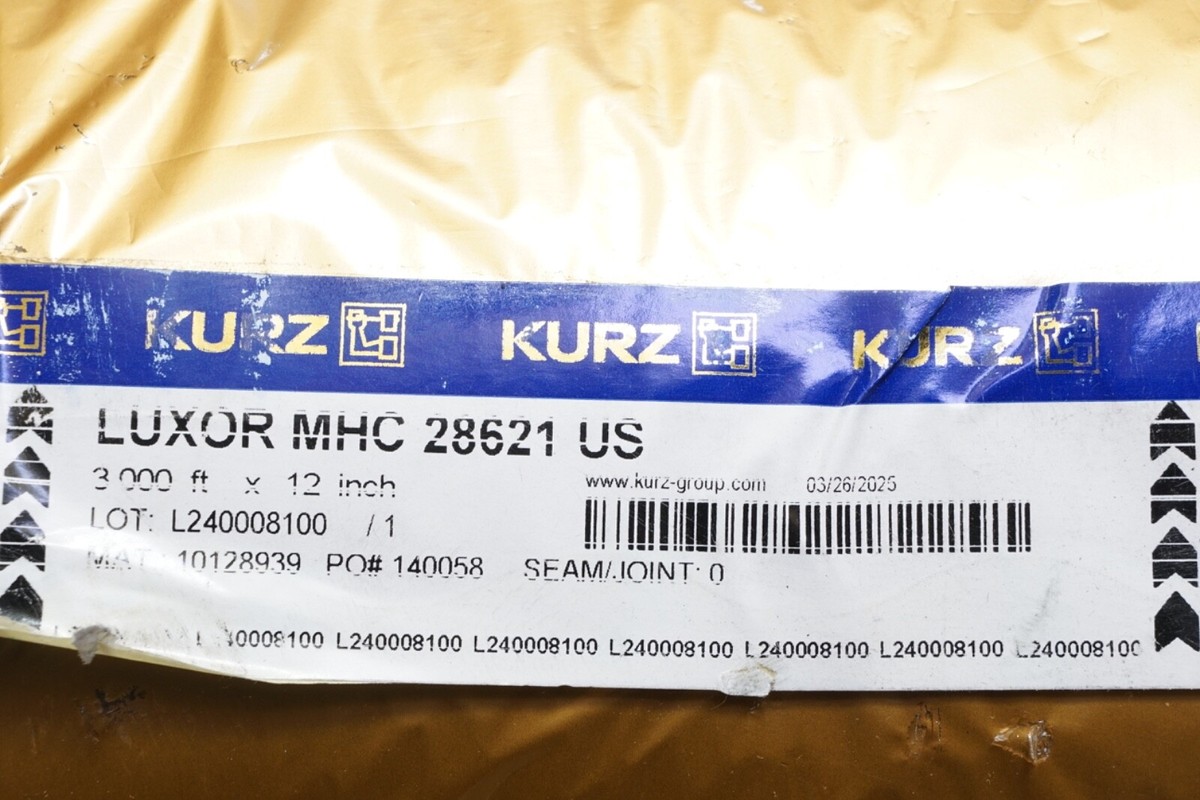 KURZ KURZ KURZ
LUXOR MHC 28621 US
3 000 ft x 12 inch
www.kurz-group.com 03/26/2025
LOT: L240008100 / 1
MAT 10128939 PO# 140058 SEAM/JOINT: 0
L240008100 L240008100 L240008100 L240008100 L240008100 L240008100